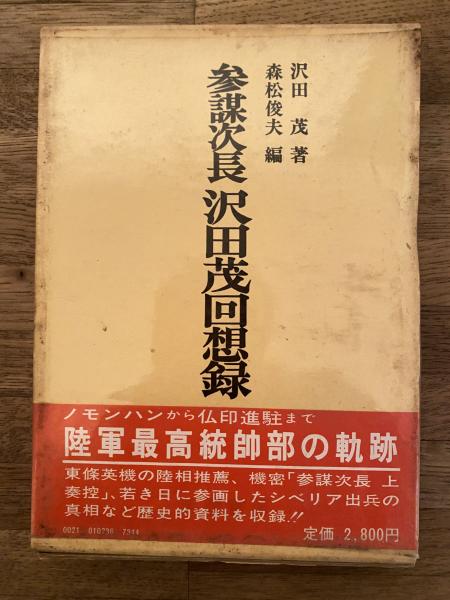 沢田 茂 著
森松俊夫 編
参謀次長 沢田茂回想録
ノモンハンから仏印進駐まで
陸軍最高統帥部の軌跡
東條英機の陸相推薦、機密「参謀次長 上
奏控」、若き日に参画したシベリア出兵の
真相など歴史的資料を収録!!
0021 010736 7344
定価 2,800円